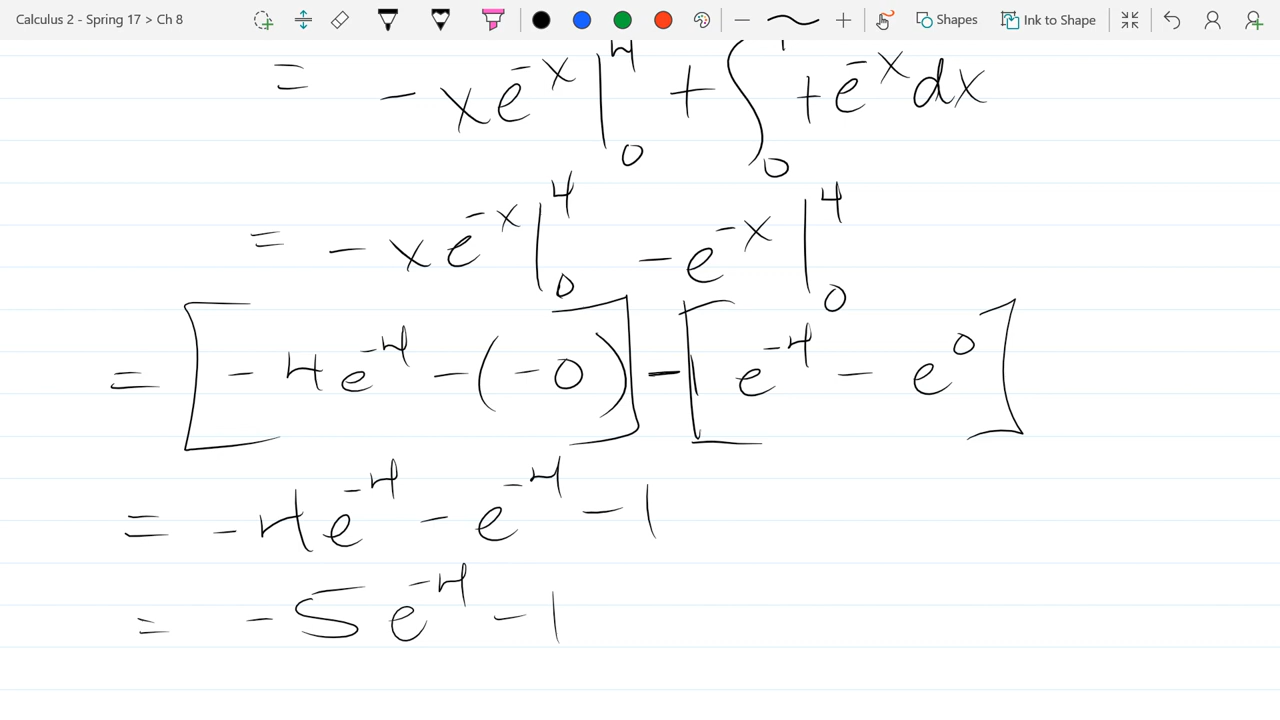 Calculus 2 - Spring 17 > Ch 8 Shapes Ink to Shape
= - xe^-x |_0^4 + ∫_0 + e^-x dx
= - xe^-x |_0^4 - e^-x |_0^4
= [- 4e^-4 - (-0)] - [e^-4 - e^0]
= - 4e^-4 - e^-4 - 1
= - 5e^-4 - 1